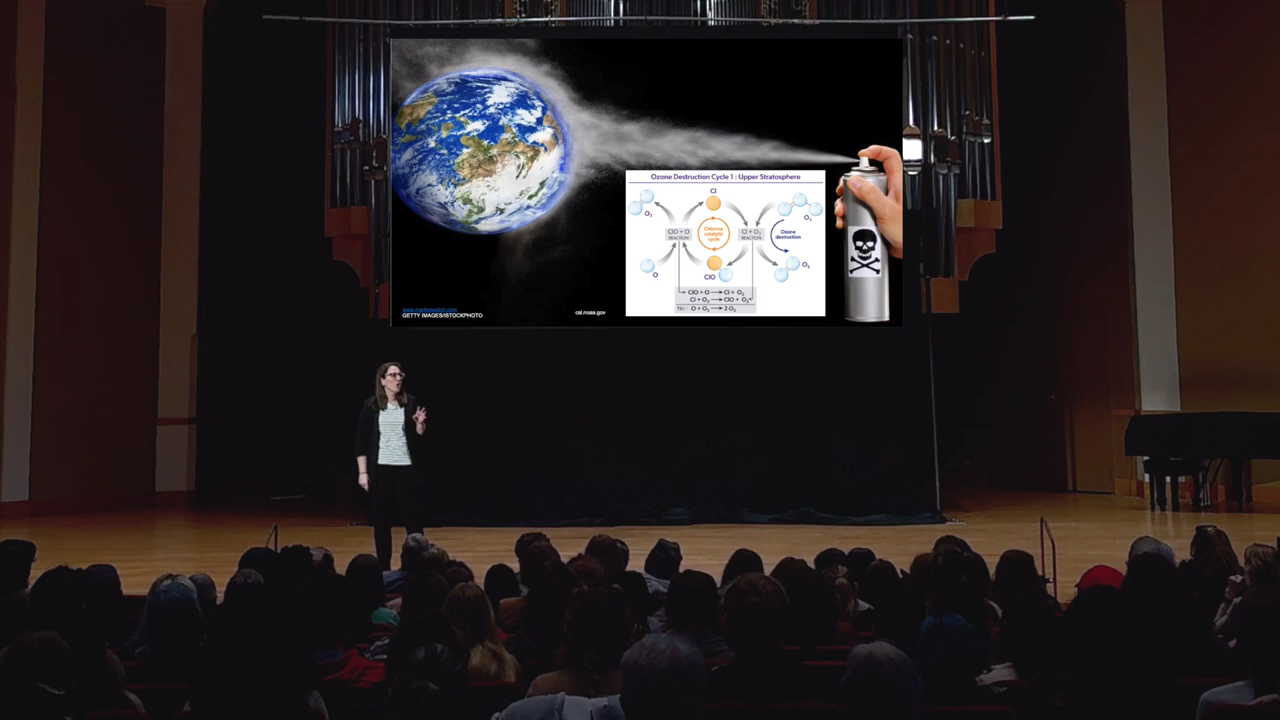 Ozone Destruction Cycle 1 : Upper Stratosphere
Cl
O₂
O₃
ClO + O
REACTION
Chlorine
catalytic
cycle
Cl + O₃
REACTION
Ozone
destruction
O
ClO
O₂
ClO + O → Cl + O₂
Cl + O₃ → ClO + O₂
NET: O + O₃ → 2 O₂
GETTY IMAGES/ISTOCKPHOTO
csl.noaa.gov